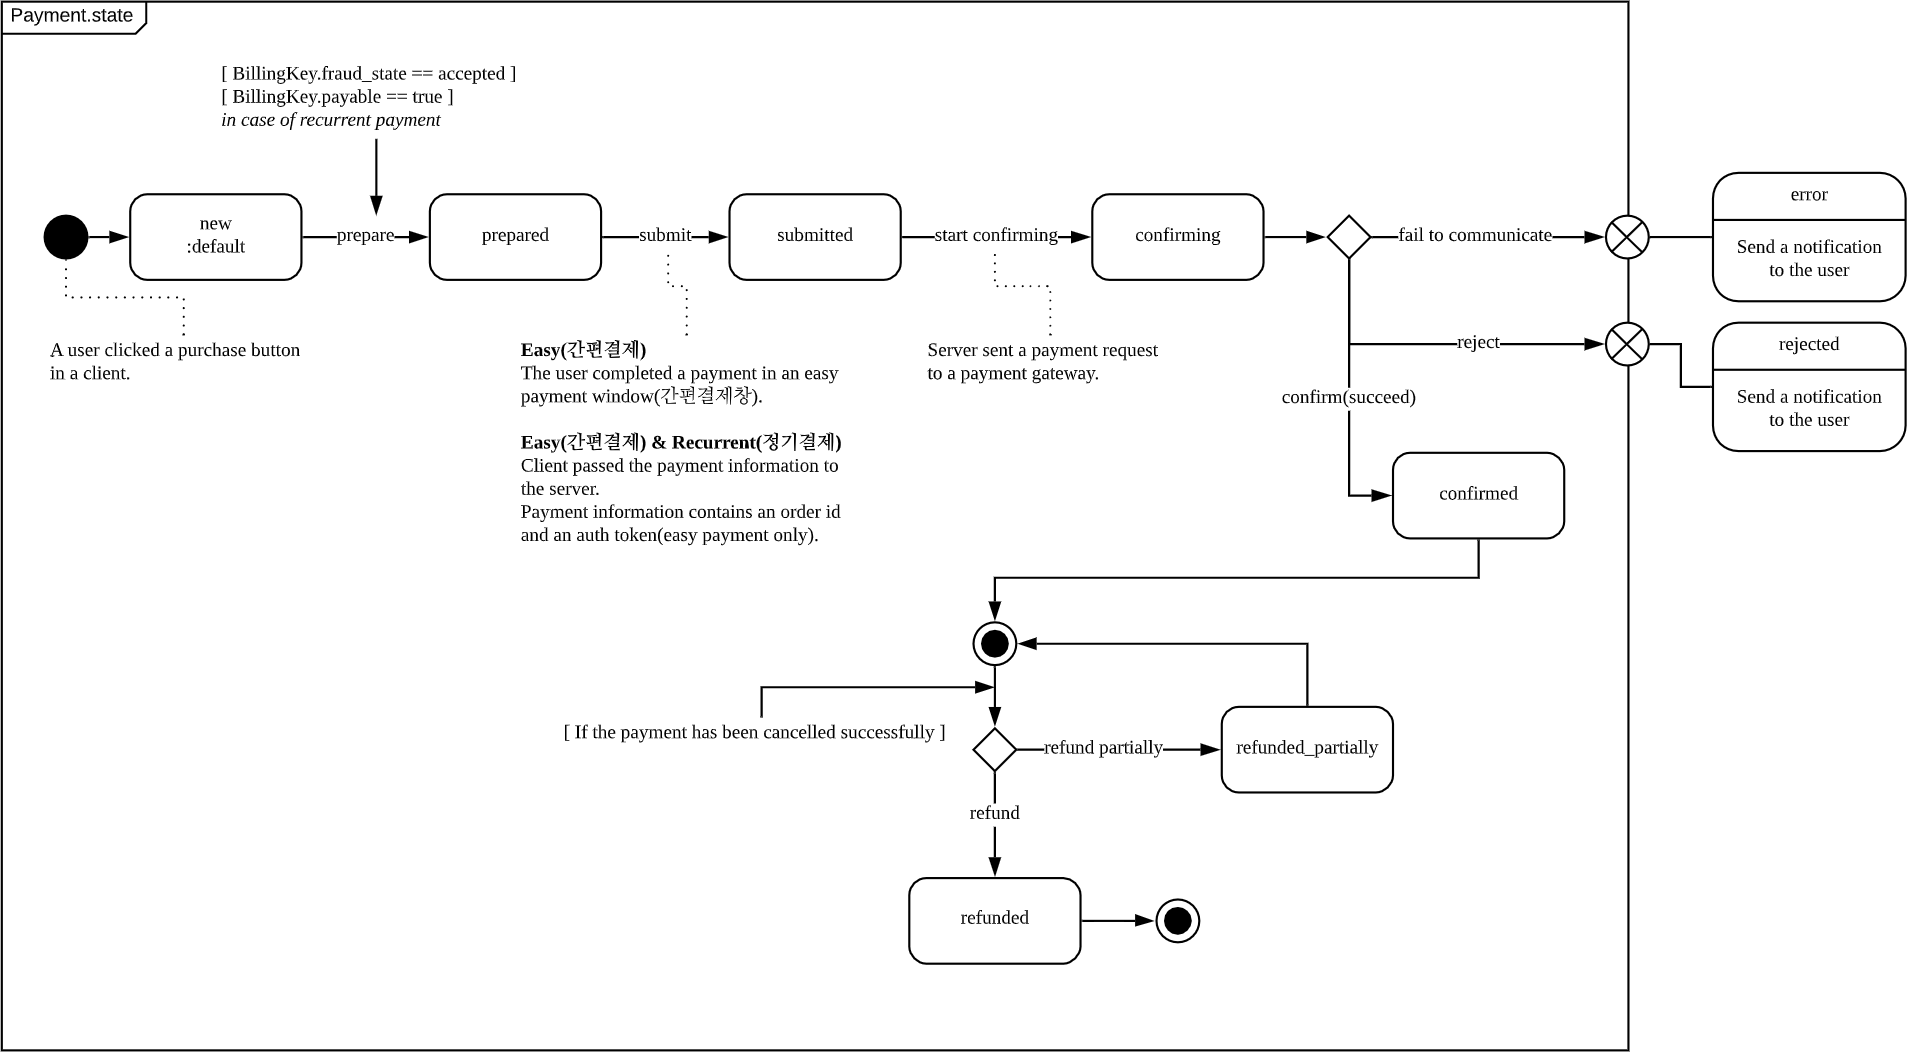 Payment.state
[ BillingKey.fraud_state == accepted ]
[ BillingKey.payable == true ]
in case of recurrent payment
new
:default
prepare
prepared
submit
submitted
start confirming
confirming
fail to communicate
error
Send a notification
to the user
reject
rejected
Send a notification
to the user
A user clicked a purchase button
in a client.
Easy(간편결제)
The user completed a payment in an easy
payment window(간편결제창).
Easy(간편결제) & Recurrent(정기결제)
Client passed the payment information to
the server.
Payment information contains an order id
and an auth token(easy payment only).
Server sent a payment request
to a payment gateway.
confirm(succeed)
confirmed
[ If the payment has been cancelled successfully ]
refund partially
refunded_partially
refund
refunded